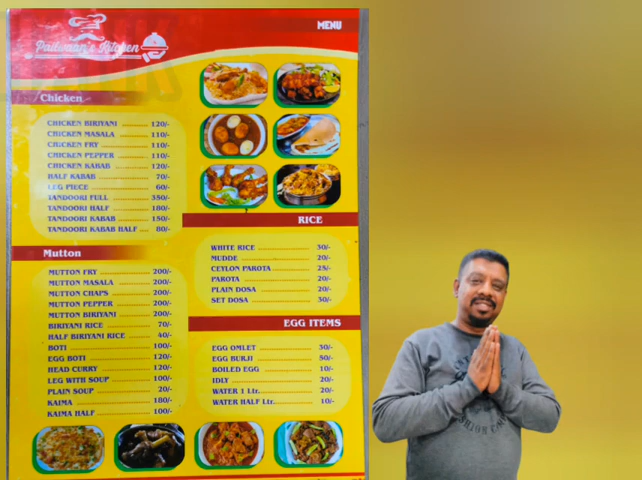 MENU
Pailwaan's Kitchen
Chicken
CHICKEN BIRIYANI 120/-
CHICKEN MASALA 110/-
CHICKEN FRY 110/-
CHICKEN PEPPER 110/-
CHICKEN KABAB 120/-
HALF KABAB 70/-
LEG PIECE 60/-
TANDOORI FULL 350/-
TANDOORI HALF 180/-
TANDOORI KABAB 150/-
TANDOORI KABAB HALF 80/-
Mutton
MUTTON FRY 200/-
MUTTON MASALA 200/-
MUTTON CHAPS 200/-
MUTTON PEPPER 200/-
MUTTON BIRIYANI 200/-
BIRIYANI RICE 70/-
HALF BIRIYANI RICE 40/-
BOTI 100/-
EGG BOTI 120/-
HEAD CURRY 120/-
LEG WITH SOUP 100/-
PLAIN SOUP 20/-
KAIMA 180/-
KAIMA HALF 100/-
RICE
WHITE RICE 30/-
MUDDE 20/-
CEYLON PAROTA 25/-
PAROTA 20/-
PLAIN DOSA 20/-
SET DOSA 30/-
EGG ITEMS
EGG OMLET 30/-
EGG BURJI 50/-
BOILED EGG 10/-
IDLY 20/-
WATER 1 Ltr. 20/-
WATER HALF Ltr. 10/-